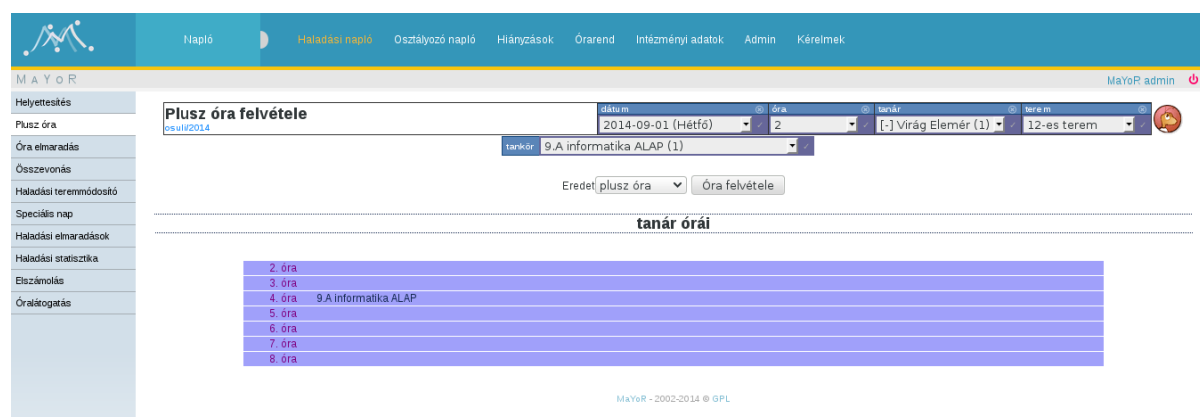 Napló Haladási napló Osztályozó napló Hiányzások Órarend Intézményi adatok Admin Kérelmek
MaYoR MaYoR admin
Helyettesítés
Plusz óra
Óra elmaradás
Összevonás
Haladási teremmódosító
Speciális nap
Haladási elmaradások
Haladási statisztika
Elszámolás
Óralátogatás
Plusz óra felvétele
osuli/2014
dátum óra tanár terem
2014-09-01 (Hétfő) 2 [-] Virág Elemér (1) 12-es terem
tankör 9.A informatika ALAP (1)
Eredet plusz óra Óra felvétele
tanár órái
2. óra
3. óra
4. óra 9.A informatika ALAP
5. óra
6. óra
7. óra
8. óra
MaYoR - 2002-2014 © GPL